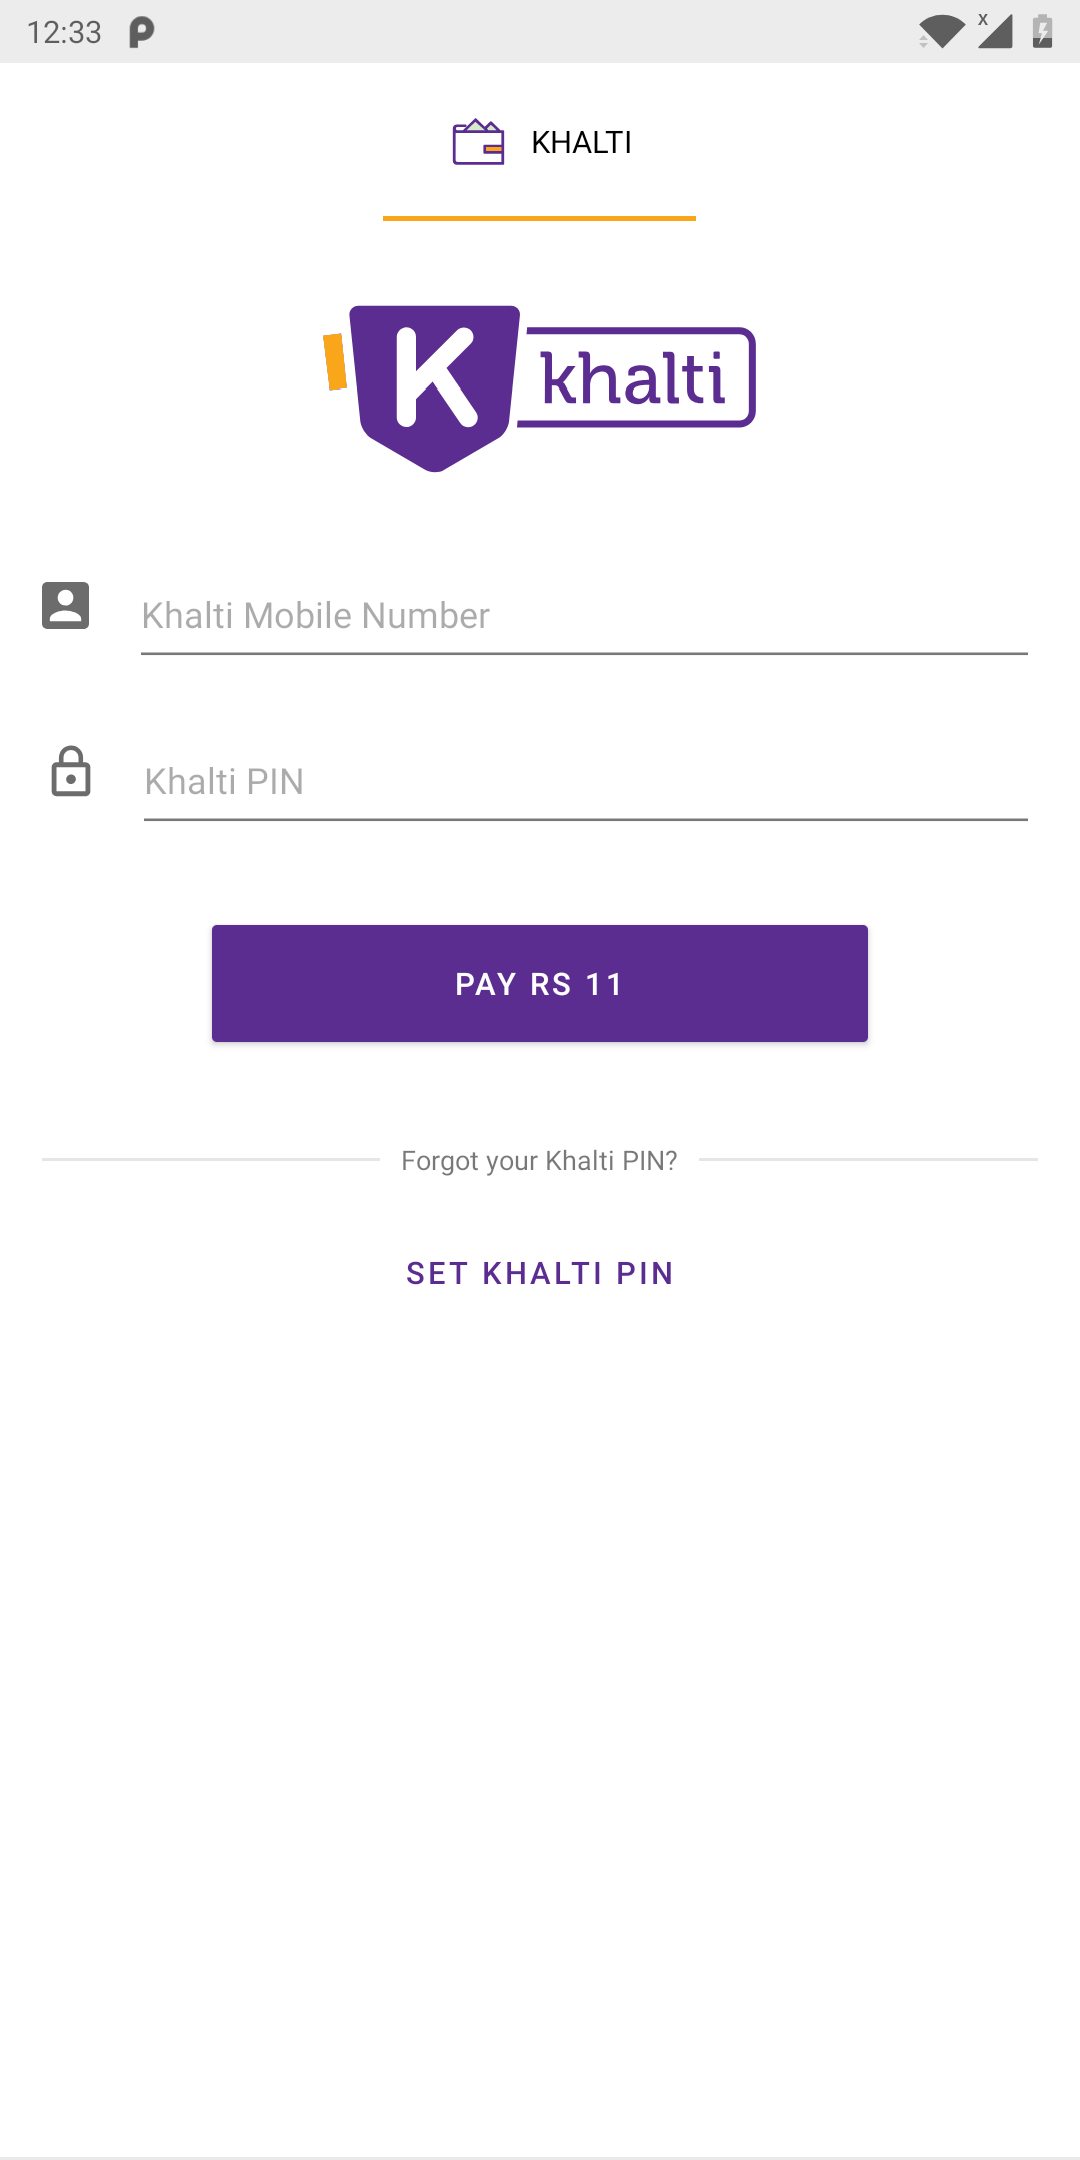 12:33
x
KHALTI
K khalti
Khalti Mobile Number
Khalti PIN
PAY RS 11
Forgot your Khalti PIN?
SET KHALTI PIN